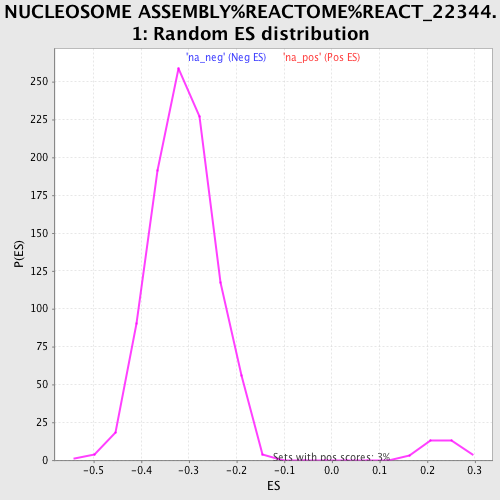 NUCLEOSOME ASSEMBLY%REACTOME%REACT_22344.
1: Random ES distribution
'na_neg' (Neg ES) 'na_pos' (Pos ES)
250
225
200
175
150
125
100
75
50
25
0
P(ES)
Sets with pos scores: 3%
-0.5 -0.4 -0.3 -0.2 -0.1 0.0 0.1 0.2 0.3
ES